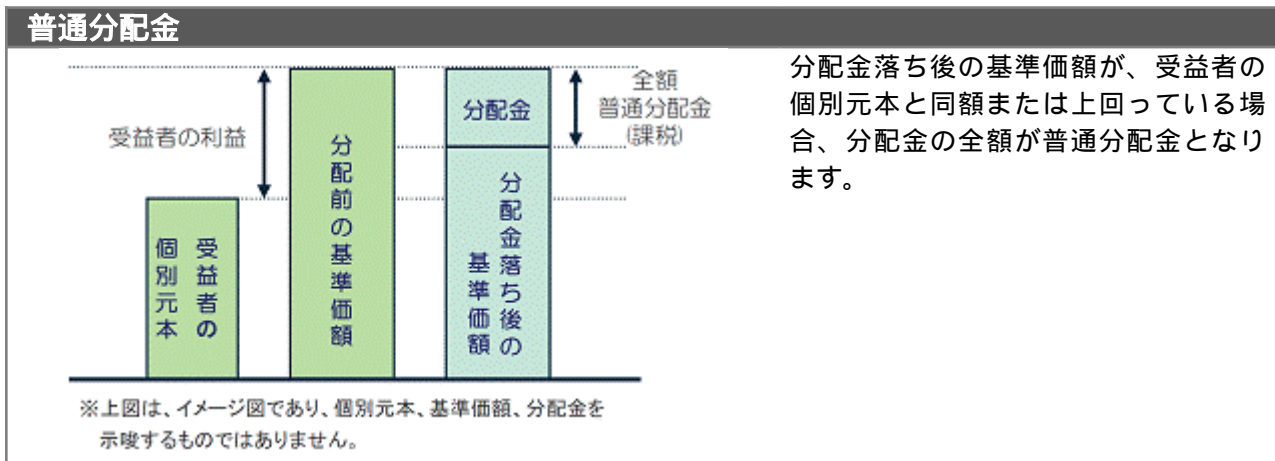 普通分配金
受益者の利益
受益者の
個別元本
分配前の基準価額
分配金
分配金落ち後の
基準価額
全額
普通分配金
(課税)
※上図は、イメージ図であり、個別元本、基準価額、分配金を
示唆するものではありません。
分配金落ち後の基準価額が、受益者の
個別元本と同額または上回っている場
合、分配金の全額が普通分配金となり
ます。